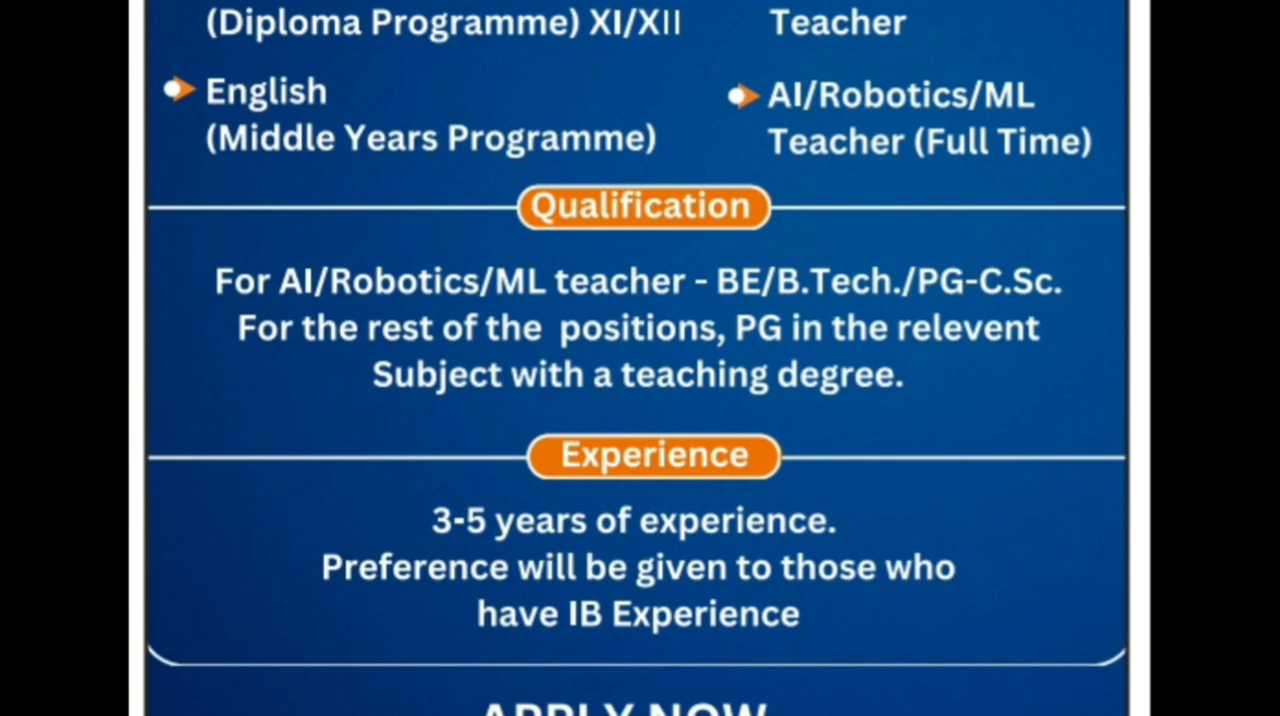 (Diploma Programme) XI/XII
Teacher
English
(Middle Years Programme)
AI/Robotics/ML
Teacher (Full Time)
Qualification
For AI/Robotics/ML teacher - BE/B.Tech./PG-C.Sc.
For the rest of the positions, PG in the relevent
Subject with a teaching degree.
Experience
3-5 years of experience.
Preference will be given to those who
have IB Experience
APPLY NOW